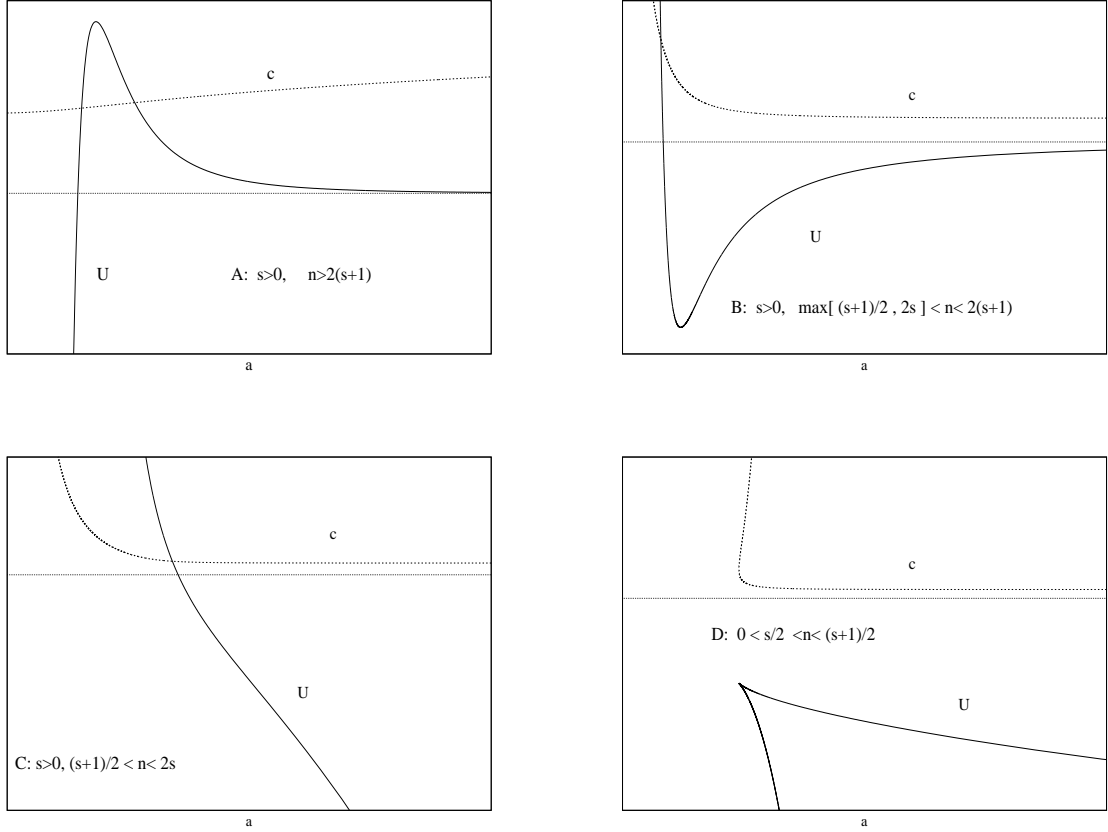 c
U
A: s>0, n>2(s+1)
a
c
U
B: s>0, max[ (s+1)/2 , 2s ] < n< 2(s+1)
a
c
U
C: s>0, (s+1)/2 < n< 2s
a
c
D: 0 < s/2 <n< (s+1)/2
U
a